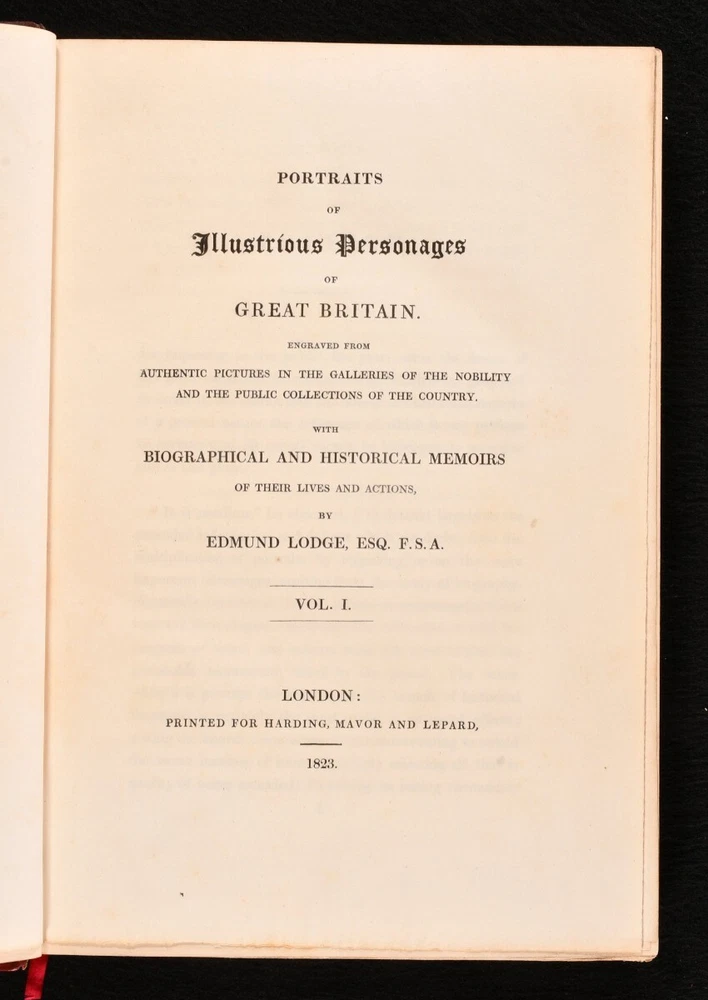 PORTRAITS
OF
Illustrious Personages
OF
GREAT BRITAIN.
ENGRAVED FROM
AUTHENTIC PICTURES IN THE GALLERIES OF THE NOBILITY
AND THE PUBLIC COLLECTIONS OF THE COUNTRY.
WITH
BIOGRAPHICAL AND HISTORICAL MEMOIRS
OF THEIR LIVES AND ACTIONS,
BY
EDMUND LODGE, ESQ. F.S.A.
VOL. I.
LONDON:
PRINTED FOR HARDING, MAVOR AND LEPARD,
1823.